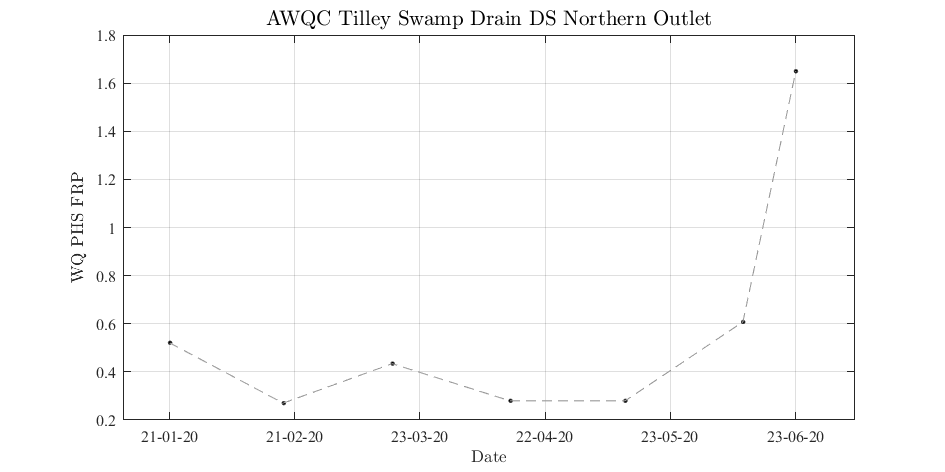 AWQC Tilley Swamp Drain DS Northern Outlet
1.8
1.6
1.4
1.2
1
0.8
0.6
0.4
0.2
WQ PHS FRP
21-01-20 21-02-20 23-03-20 22-04-20 23-05-20 23-06-20
Date